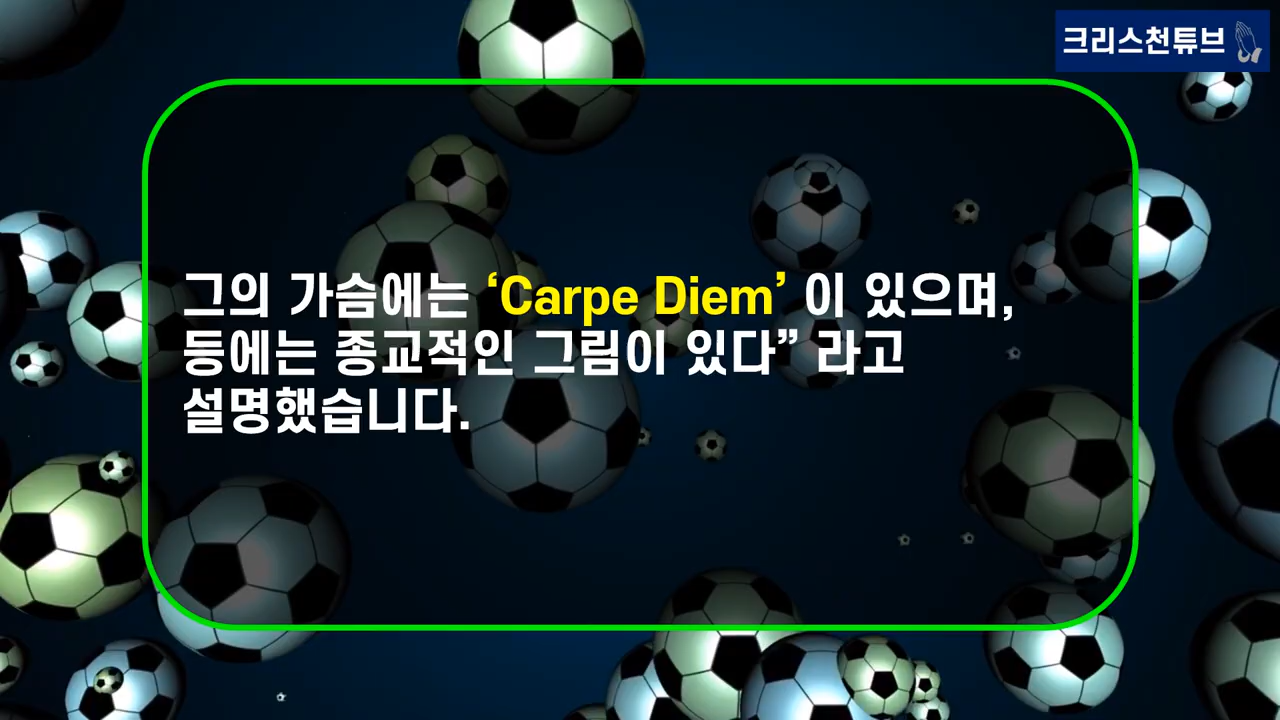 크리스천튜브
그의 가슴에는 ‘Carpe Diem’ 이 있으며,
등에는 종교적인 그림이 있다” 라고
설명했습니다.